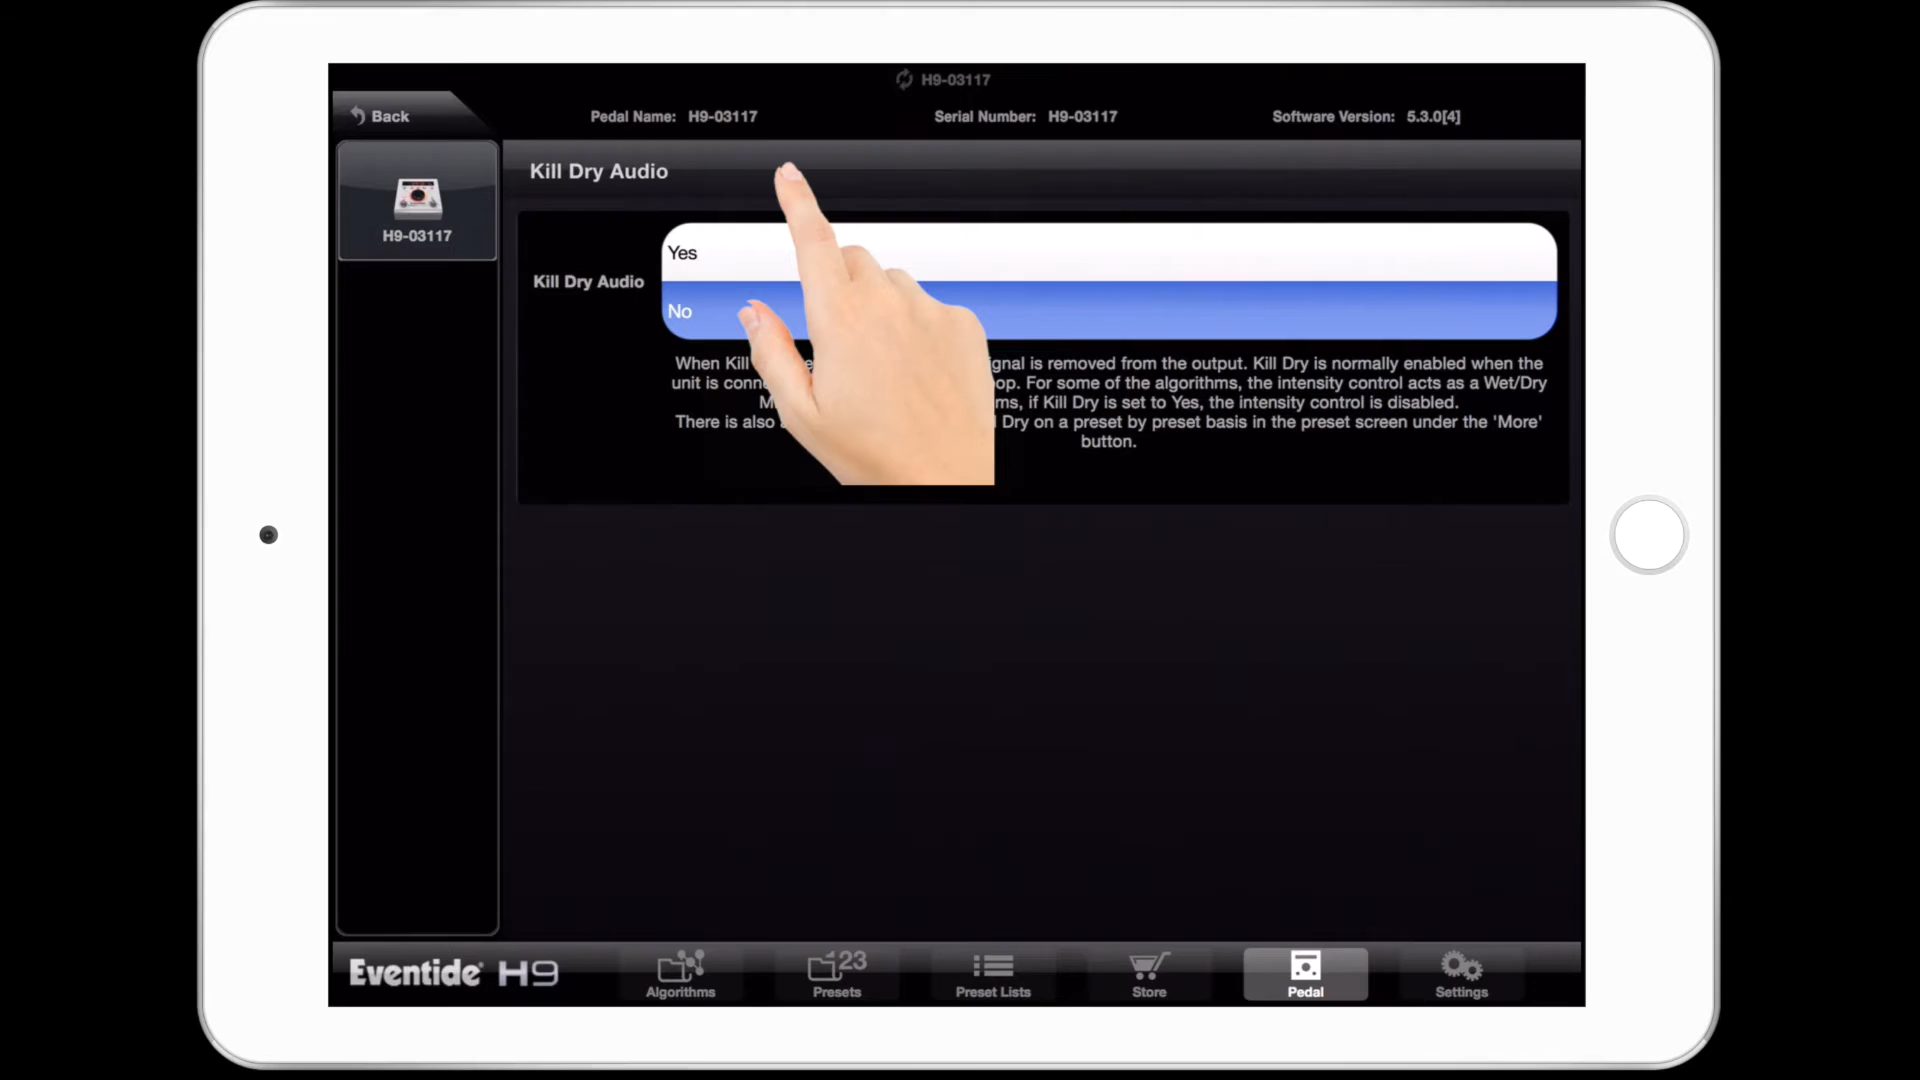 H9-03117
Back
Pedal Name: H9-03117
Serial Number: H9-03117
Software Version: 5.3.0[4]
H9-03117
Kill Dry Audio
Kill Dry Audio
Yes
No
When Kill signal is removed from the output. Kill Dry is normally enabled when the
unit is loop. For some of the algorithms, the intensity control acts as a Wet/Dry
if Kill Dry is set to Yes, the intensity control is disabled.
There is also Dry on a preset by preset basis in the preset screen under the 'More'
button.
Eventide H9
Algorithms
123
Presets
Preset Lists
Store
Pedal
Settings